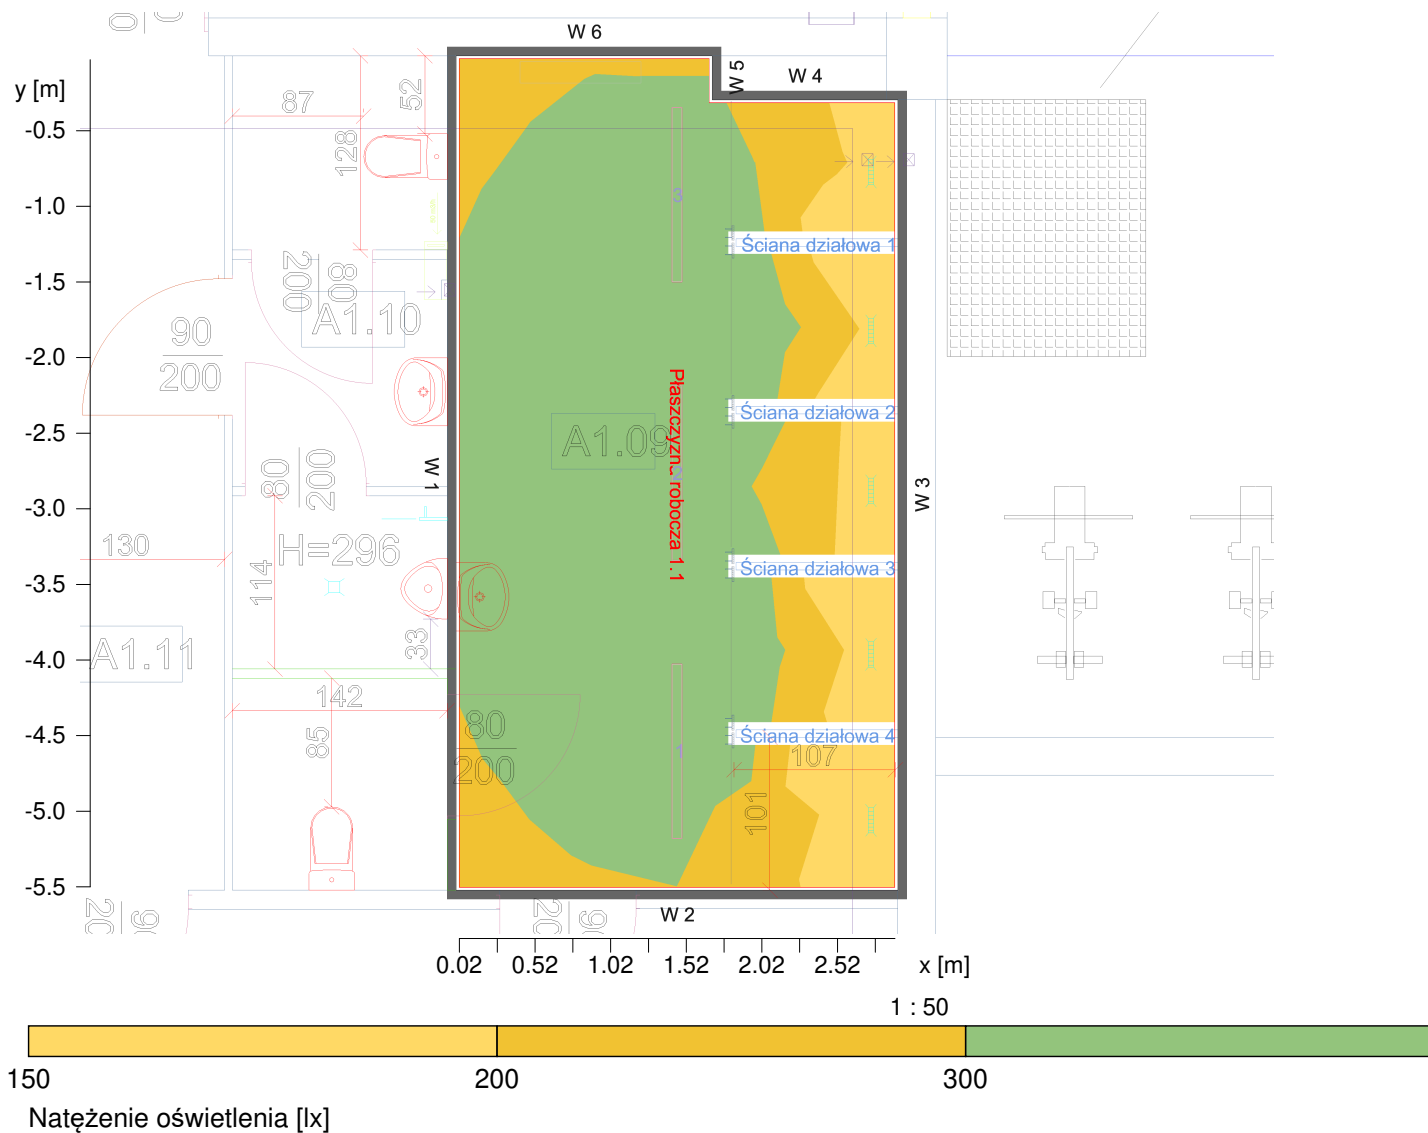 W 6
W 5
W 4
y [m]
87
52
-0.5
128
3
-1.0
Ściana działowa 1
80
200
-1.5
A1.10
90
200
-2.0
Płaszczyzna robocza 1.1
Ściana działowa 2
-2.5
A1.09
2
W 1
80
200
W 3
-3.0
130
H=296
114
Ściana działowa 3
-3.5
33
A1.11
-4.0
142
80
200
1
Ściana działowa 4
-4.5
85
107
101
-5.0
-5.5
W 2
0.02 0.52 1.02 1.52 2.02 2.52 x [m]
1 : 50
150 200 300
Natężenie oświetlenia [lx]